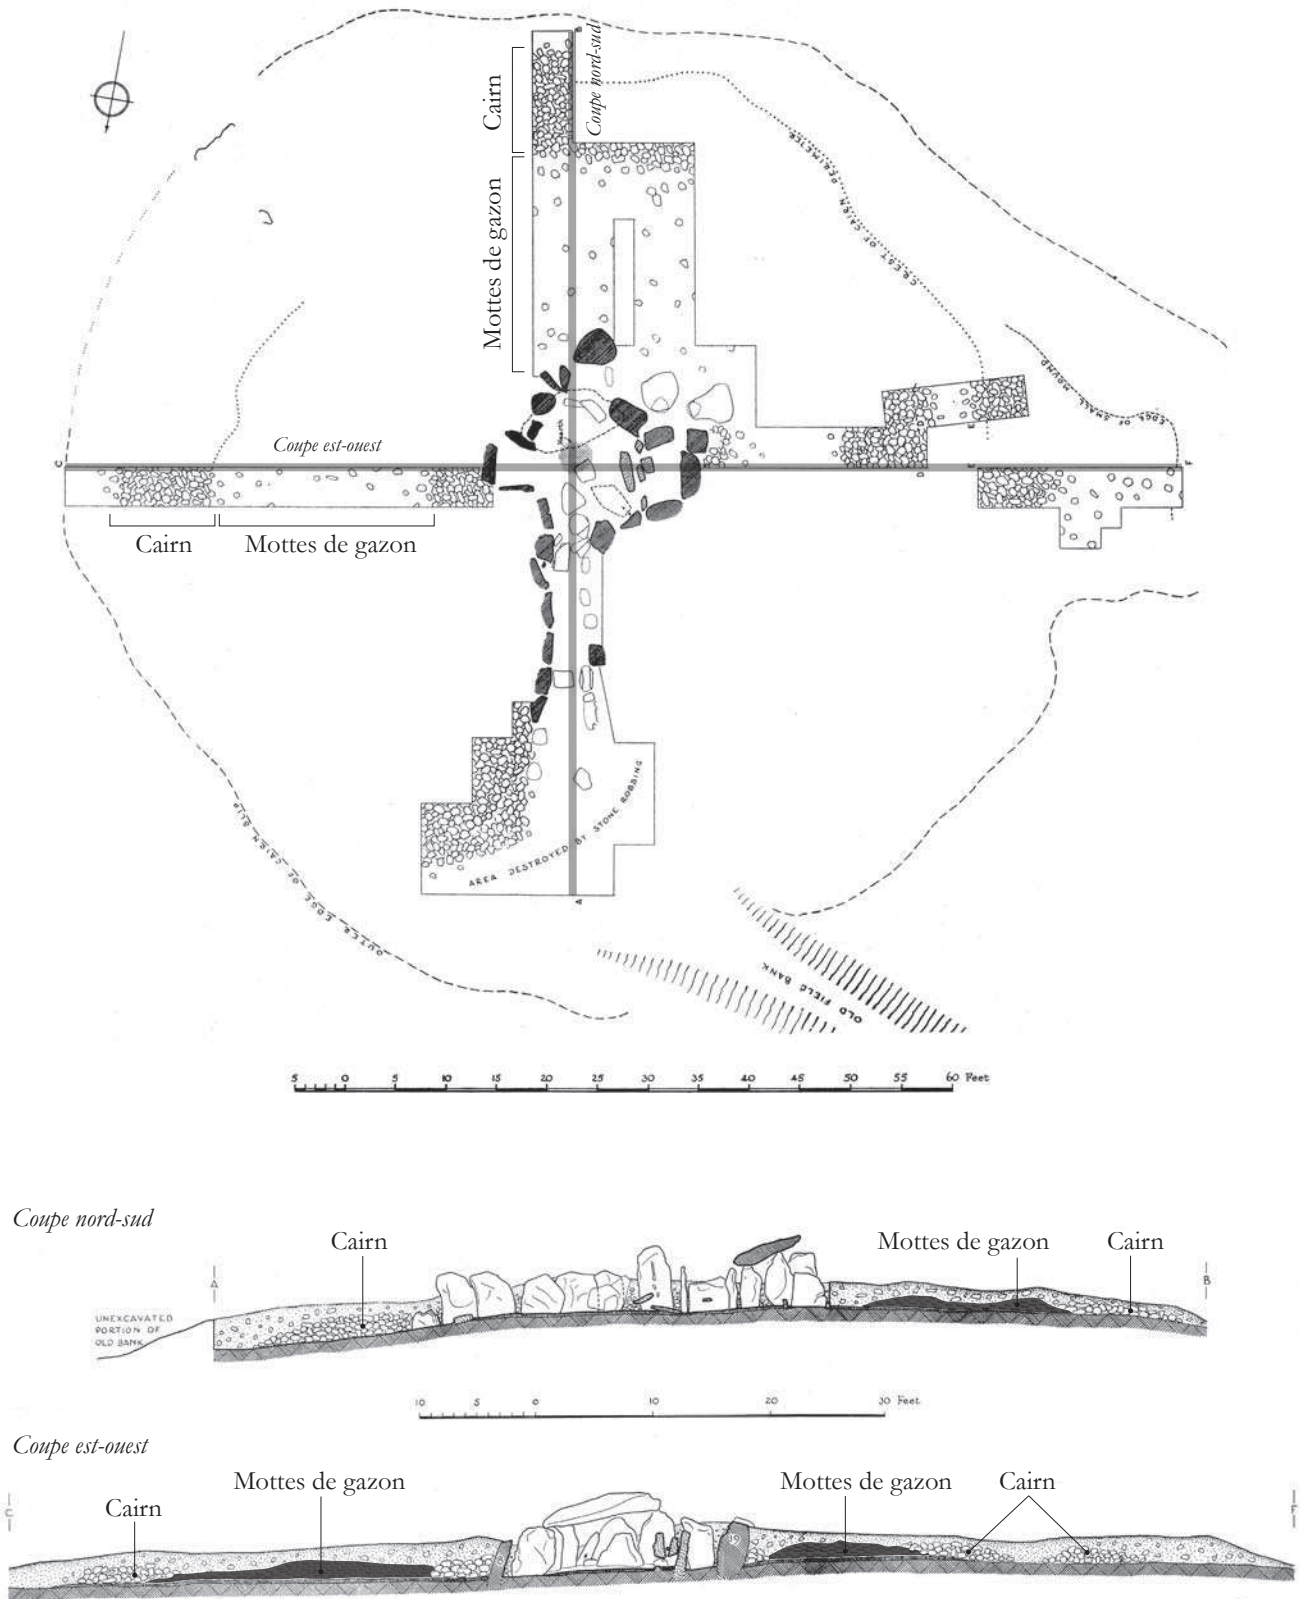 B
Coupe nord-sud
Cairn
Mottes de gazon
CREST OF CAIRN PERIMETER
EDGE OF SMALL MOUND
Hearth
Coupe est-ouest
C
E
E
F
D
Cairn
Mottes de gazon
AREA DESTROYED BY STONE ROBBING
A
OUTER EDGE OF CAIRN SLIP
OLD FIELD BANK
5 0 5 10 15 20 25 30 35 40 45 50 55 60 Feet
Coupe nord-sud
Cairn
Mottes de gazon
Cairn
A
B
UNEXCAVATED
PORTION OF
OLD BANK
10 5 0 10 20 30 Feet
Coupe est-ouest
Mottes de gazon
Mottes de gazon
Cairn
Cairn
C
F